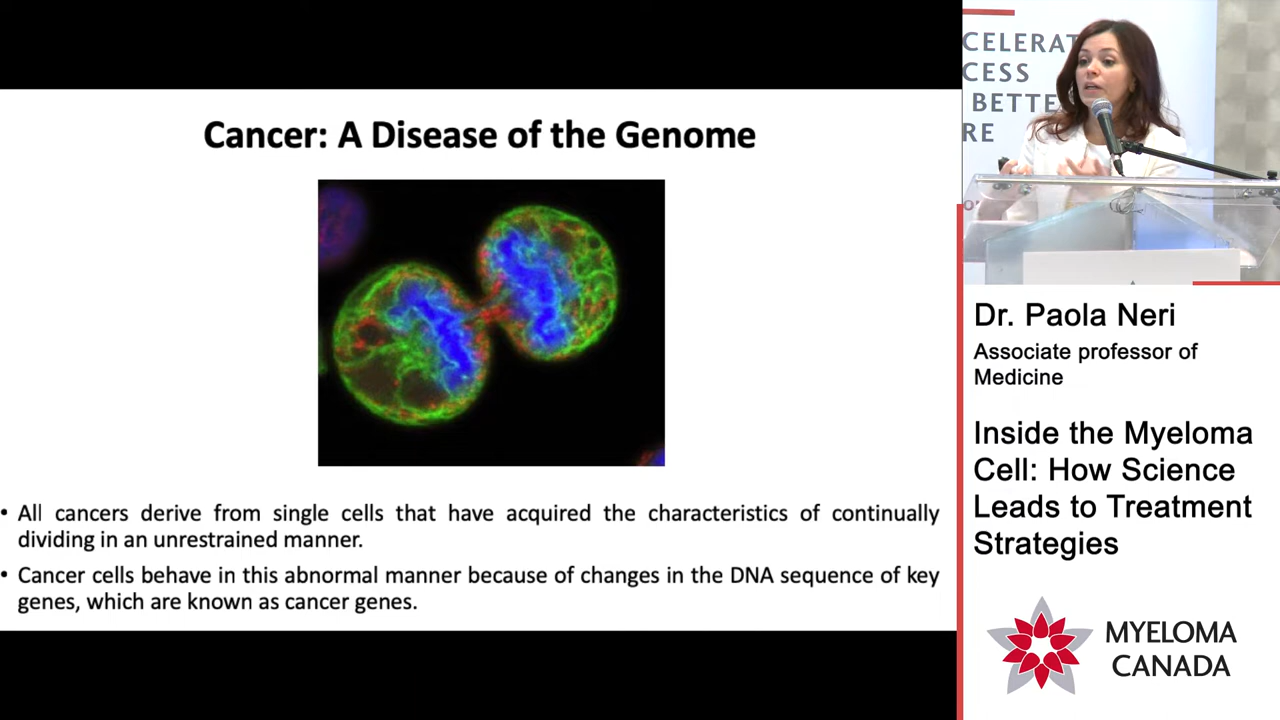 Cancer: A Disease of the Genome
• All cancers derive from single cells that have acquired the characteristics of continually
dividing in an unrestrained manner.
• Cancer cells behave in this abnormal manner because of changes in the DNA sequence of key
genes, which are known as cancer genes.
CELERAT
CESS
BETTE
RE
Dr. Paola Neri
Associate professor of
Medicine
Inside the Myeloma
Cell: How Science
Leads to Treatment
Strategies
MYELOMA
CANADA